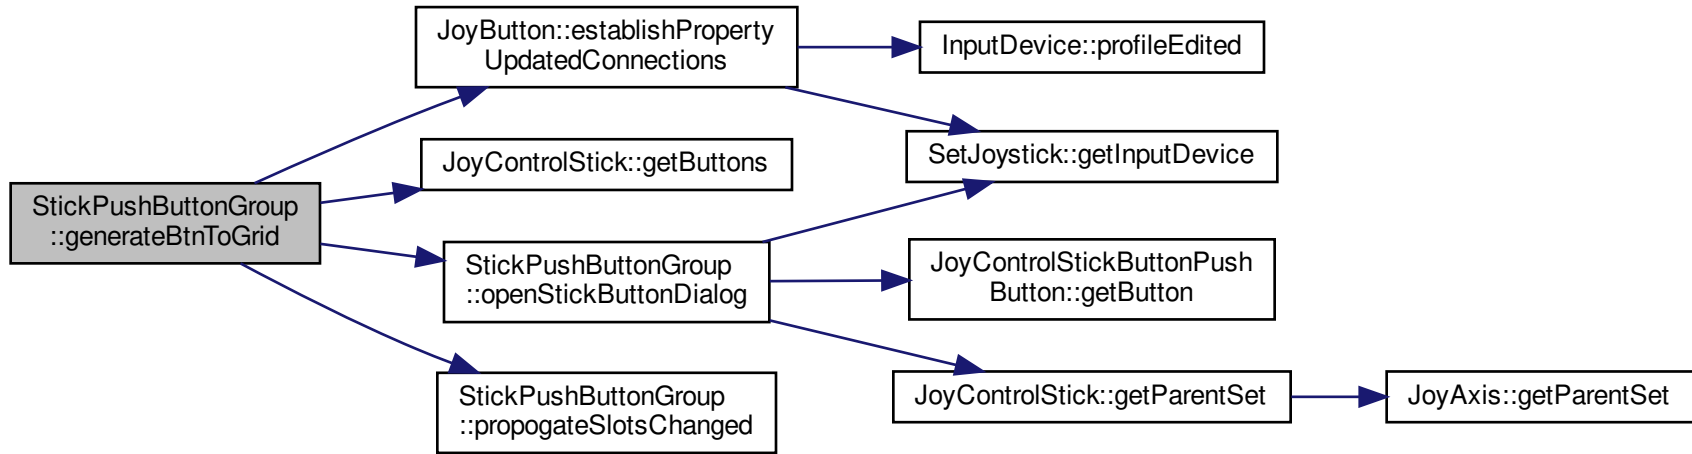 StickPushButtonGroup
::generateBtnToGrid
JoyButton::establishProperty
UpdatedConnections
InputDevice::profileEdited
SetJoystick::getInputDevice
JoyControlStick::getButtons
StickPushButtonGroup
::openStickButtonDialog
JoyControlStickButtonPush
Button::getButton
JoyControlStick::getParentSet
JoyAxis::getParentSet
StickPushButtonGroup
::propogateSlotsChanged